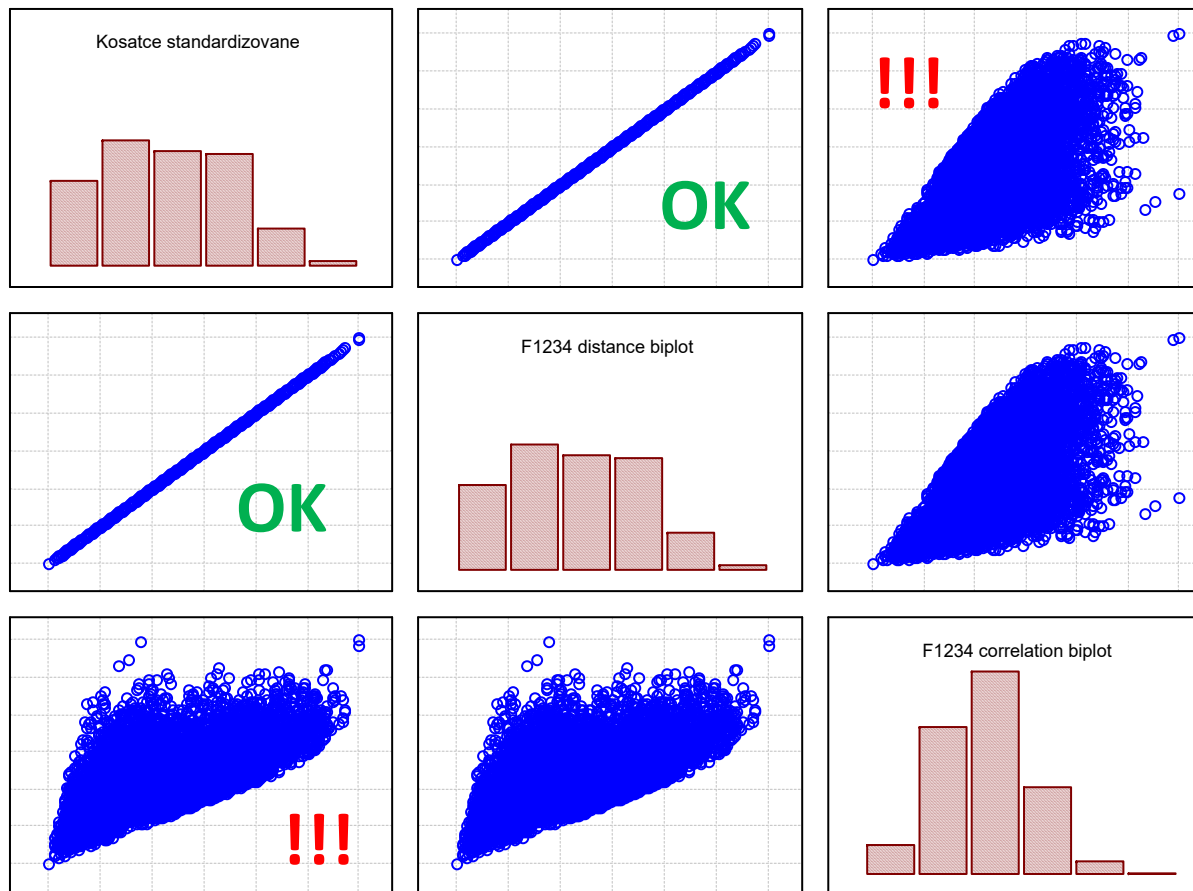 Kosatce standardizovane
OK
!!!
OK
F1234 distance biplot
!!!
F1234 correlation biplot